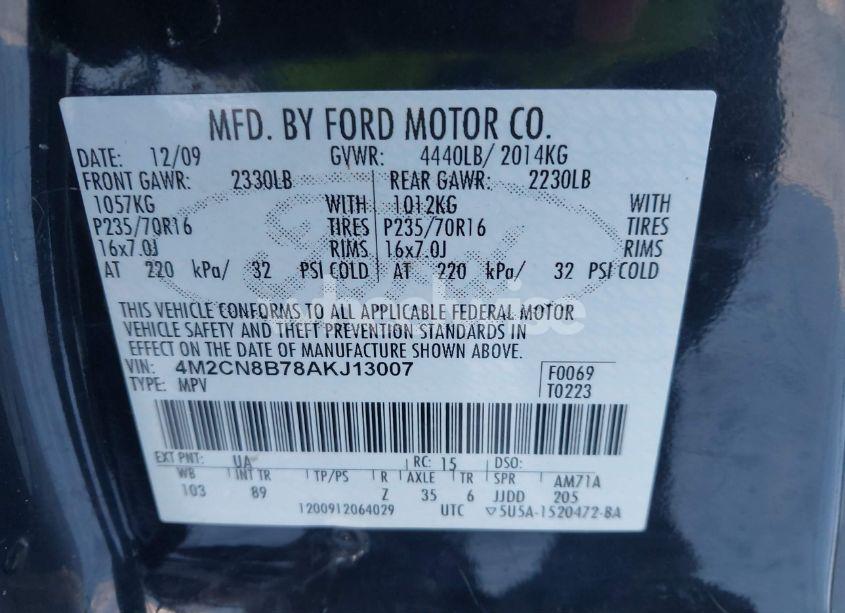 MFD. BY FORD MOTOR CO.
DATE: 12/09 GVWR: 4440LB/ 2014KG
FRONT GAWR: 2330LB REAR GAWR: 2230LB
1057KG WITH 1012KG WITH
P235/70R16 TIRES P235/70R16 TIRES
16x7.0J RIMS 16x7.0J RIMS
AT 220 kPa/ 32 PSI COLD AT 220 kPa/ 32 PSI COLD
THIS VEHICLE CONFORMS TO ALL APPLICABLE FEDERAL MOTOR
VEHICLE SAFETY AND THEFT PREVENTION STANDARDS IN
EFFECT ON THE DATE OF MANUFACTURE SHOWN ABOVE.
VIN: 4M2CN8B78AKJ13007 F0069
TYPE: MPV T0223
EXT PNT: UA RC: 15 DSO:
WB INT TR TP/PS R AXLE TR SPR AM71A
103 89 Z 35 6 JJDD 205
1200912064029 UTC ▽5U5A-1520472-BA